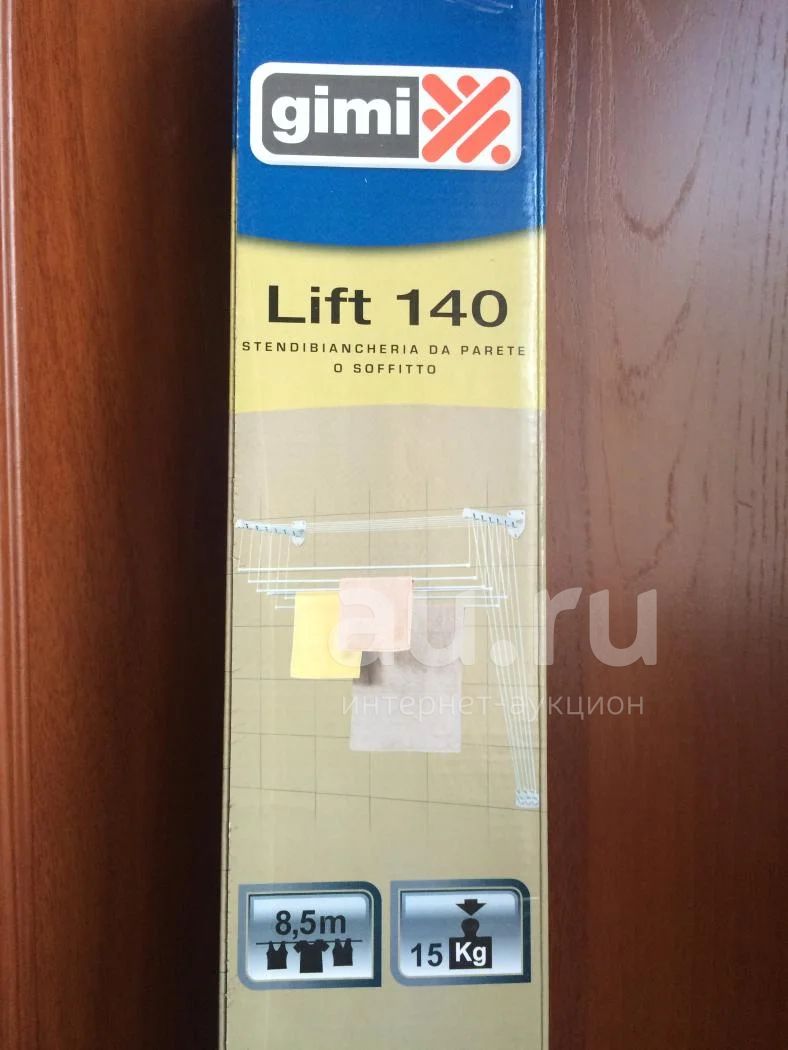 gimi
Lift 140
STENDIBIANCHERIA DA PARETE
O SOFFITTO
au.ru
интернет-аукцион
8,5m
15 Kg